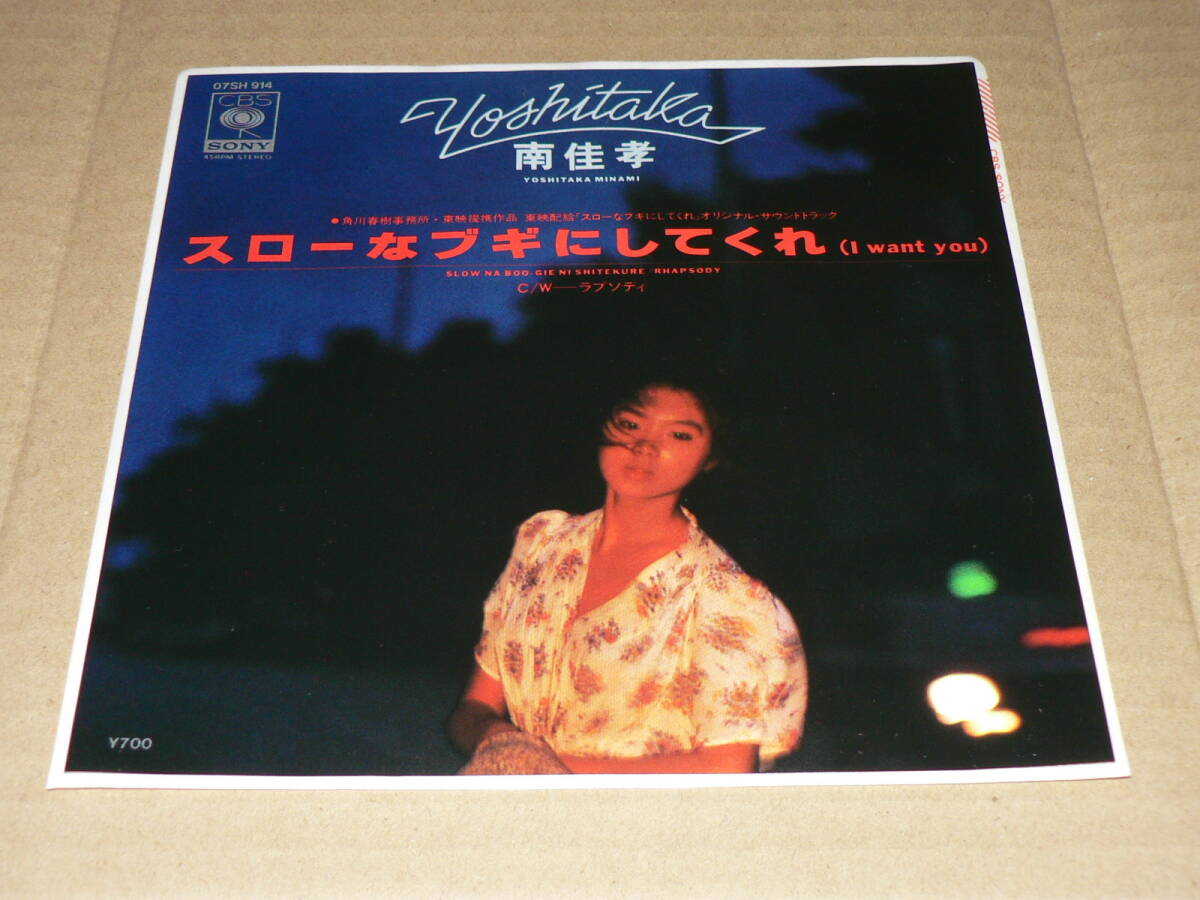 07SH 914
CBS
SONY
45RPM STEREO
Yoshitaka
南佳孝
YOSHITAKA MINAMI
CBS SONY
●角川春樹事務所・東映提携作品 東映配給「スローなブギにしてくれ」オリジナル・サウンドトラック
スローなブギにしてくれ (I want you)
SLOW NA BOO-GIE NI SHITEKURE / RHAPSODY
C/W──ラプソディ
¥700